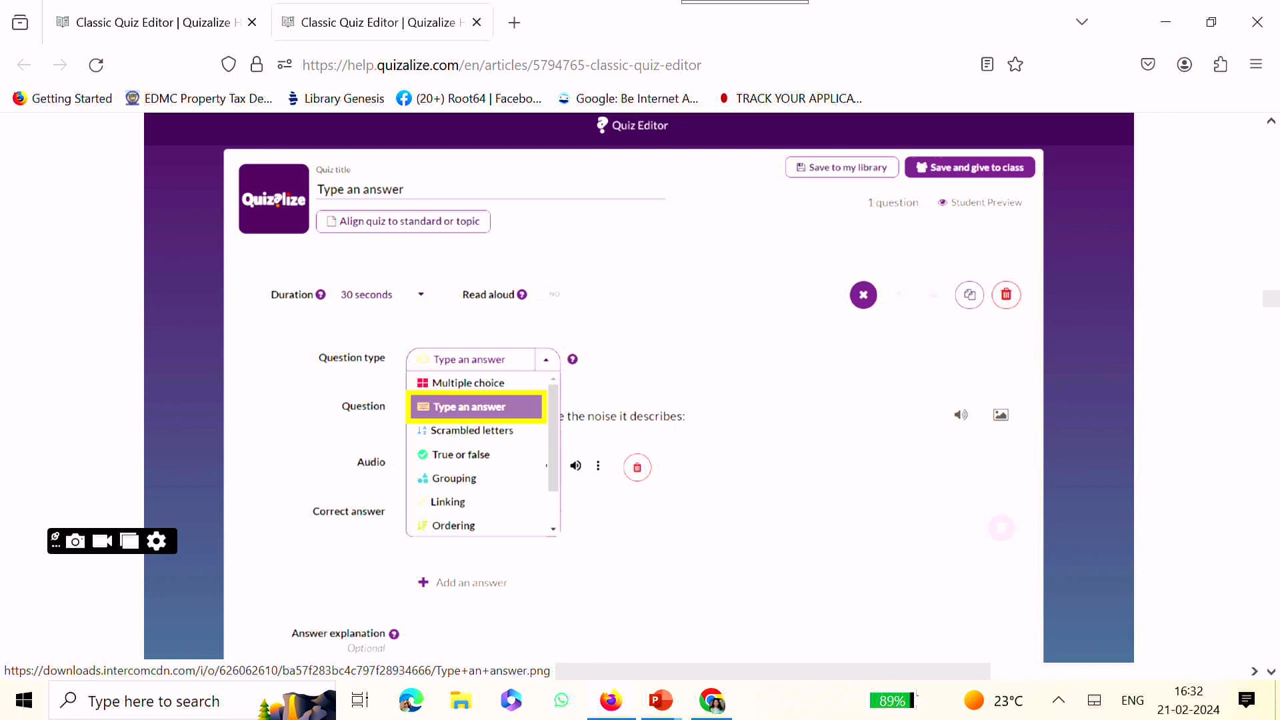 Classic Quiz Editor | Quizalize H
Classic Quiz Editor | Quizalize H
https://help.quizalize.com/en/articles/5794765-classic-quiz-editor
Getting Started
EDMC Property Tax De...
Library Genesis
(20+) Root64 | Facebo...
Google: Be Internet A...
TRACK YOUR APPLICA...
Quiz Editor
Quizalize
Quiz title
Type an answer
Save to my library
Save and give to class
Align quiz to standard or topic
1 question
Student Preview
Duration
30 seconds
Read aloud
NO
Question type
Type an answer
Multiple choice
Question
Type an answer
e the noise it describes:
Scrambled letters
Audio
True or false
Grouping
Correct answer
Linking
Ordering
Add an answer
Answer explanation
Optional
https://downloads.intercomcdn.com/i/o/626062610/ba57f283bc4c797f28934666/Type+an+answer.png
Type here to search
89%
23°C
ENG
16:32
21-02-2024